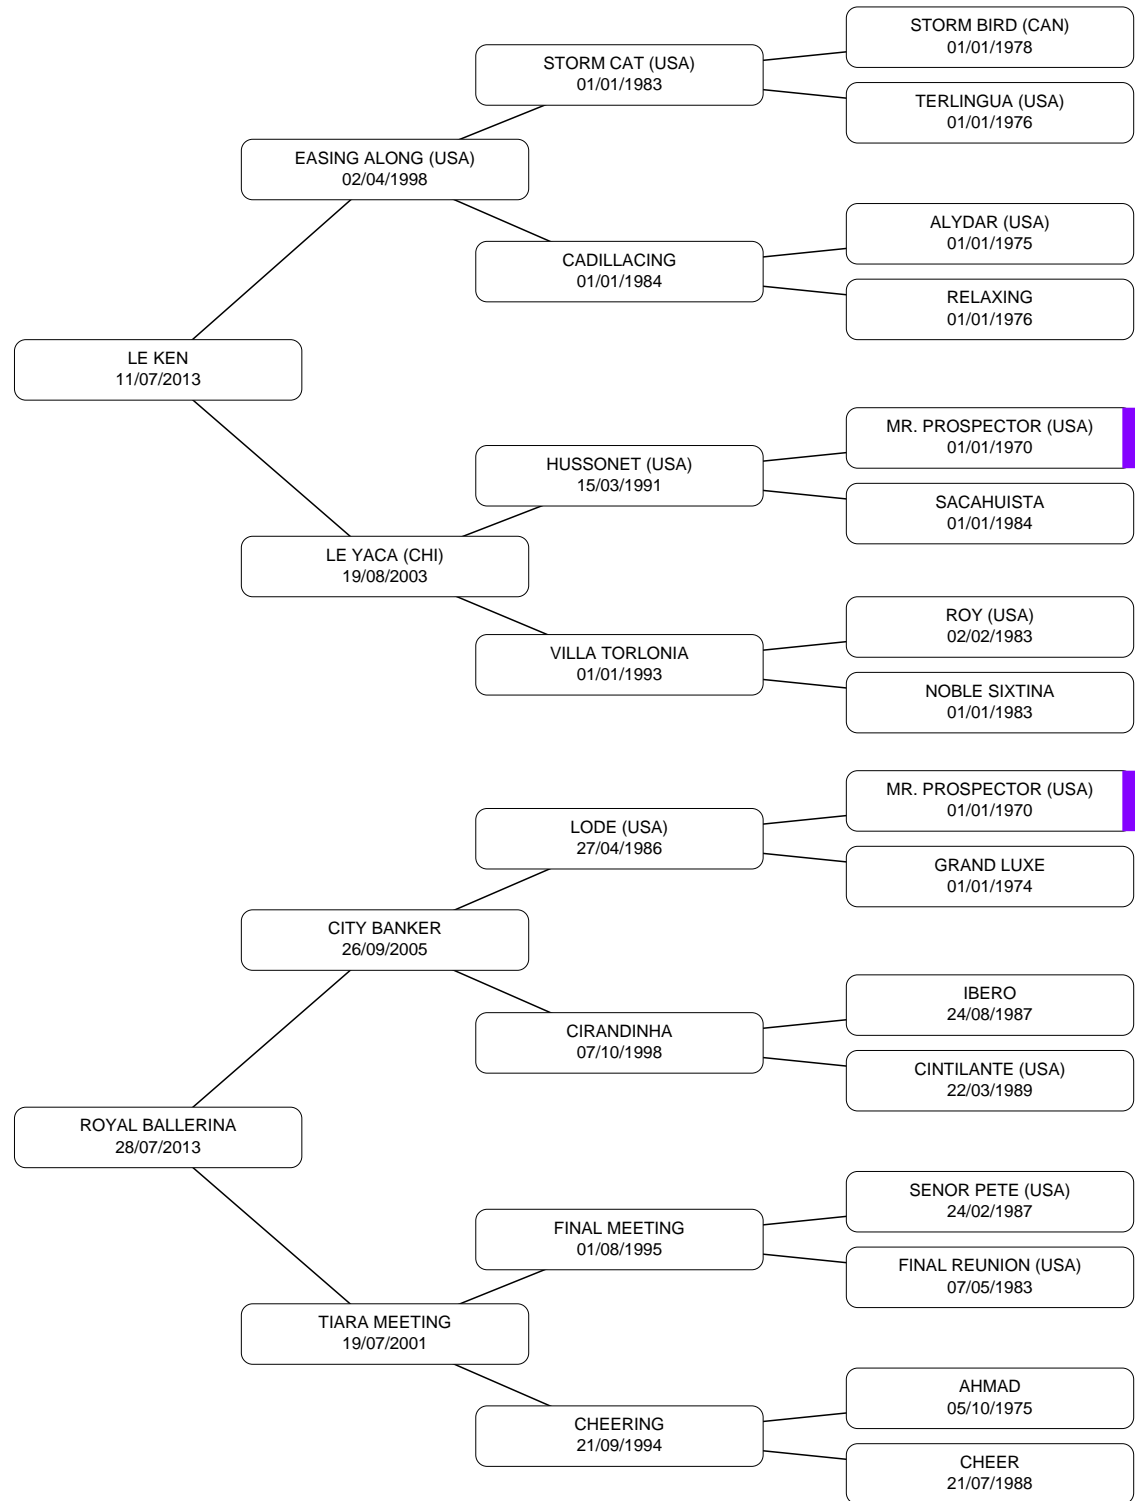 STORM BIRD (CAN)
01/01/1978
STORM CAT (USA)
01/01/1983
TERLINGUA (USA)
01/01/1976
EASING ALONG (USA)
02/04/1998
ALYDAR (USA)
01/01/1975
CADILLACING
01/01/1984
RELAXING
01/01/1976
LE KEN
11/07/2013
MR. PROSPECTOR (USA)
01/01/1970
HUSSONET (USA)
15/03/1991
SACAHUISTA
01/01/1984
LE YACA (CHI)
19/08/2003
ROY (USA)
02/02/1983
VILLA TORLONIA
01/01/1993
NOBLE SIXTINA
01/01/1983
MR. PROSPECTOR (USA)
01/01/1970
LODE (USA)
27/04/1986
GRAND LUXE
01/01/1974
CITY BANKER
26/09/2005
IBERO
24/08/1987
CIRANDINHA
07/10/1998
CINTILANTE (USA)
22/03/1989
ROYAL BALLERINA
28/07/2013
SENOR PETE (USA)
24/02/1987
FINAL MEETING
01/08/1995
FINAL REUNION (USA)
07/05/1983
TIARA MEETING
19/07/2001
AHMAD
05/10/1975
CHEERING
21/09/1994
CHEER
21/07/1988